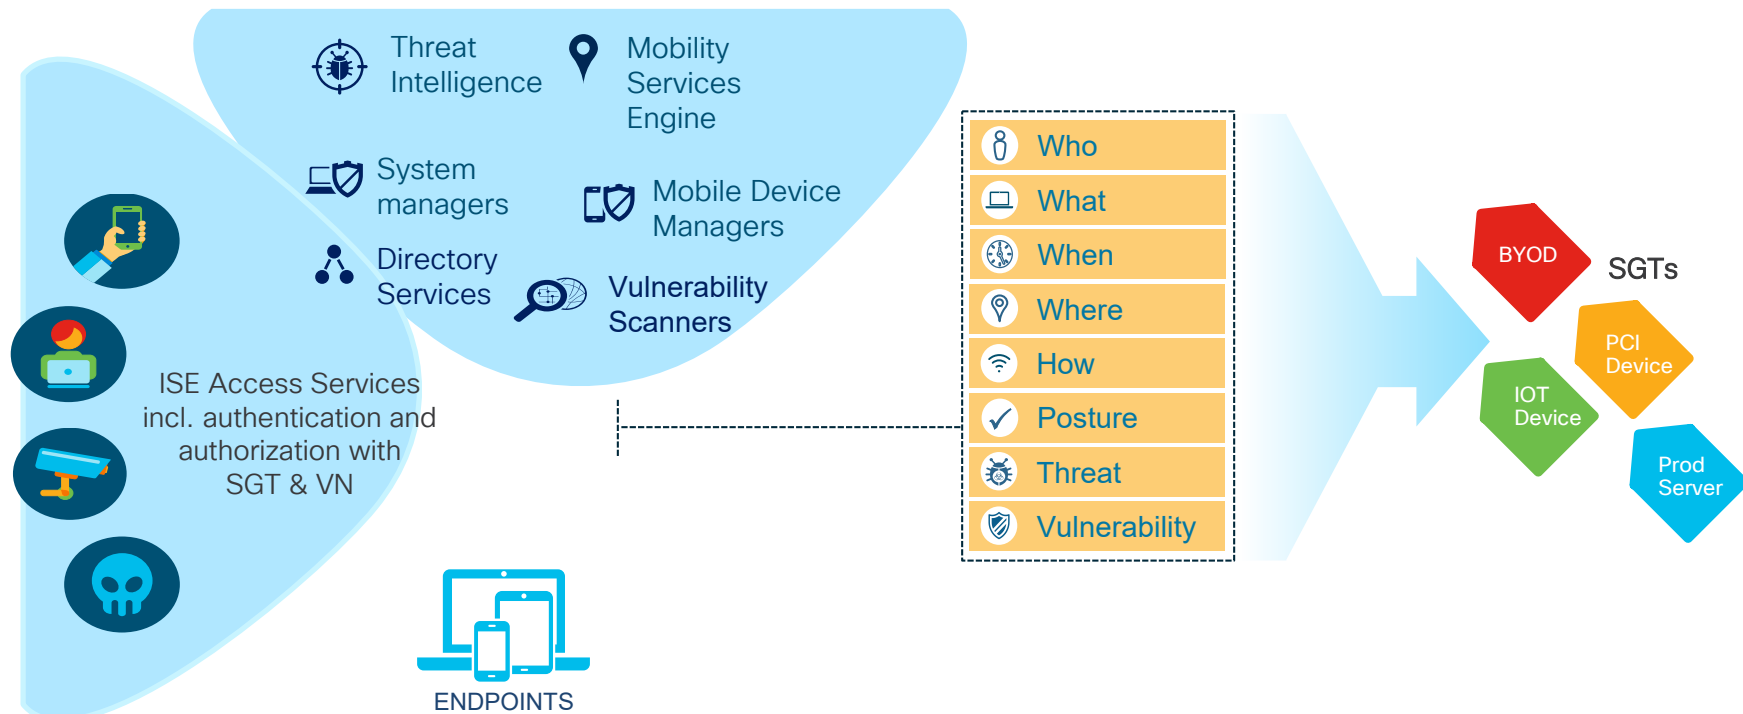 Threat
Intelligence
Mobility
Services
Engine
System
managers
Mobile Device
Managers
Directory
Services
Vulnerability
Scanners
ISE Access Services
incl. authentication and
authorization with
SGT & VN
ENDPOINTS
Who
What
When
Where
How
Posture
Threat
Vulnerability
BYOD
SGTs
PCI
Device
IOT
Device
Prod
Server